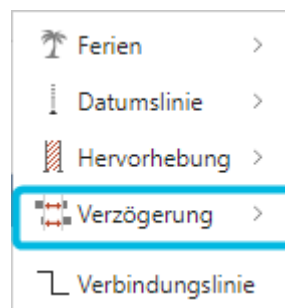 Ferien
Datumslinie
Hervorhebung
Verzögerung
Verbindungslinie